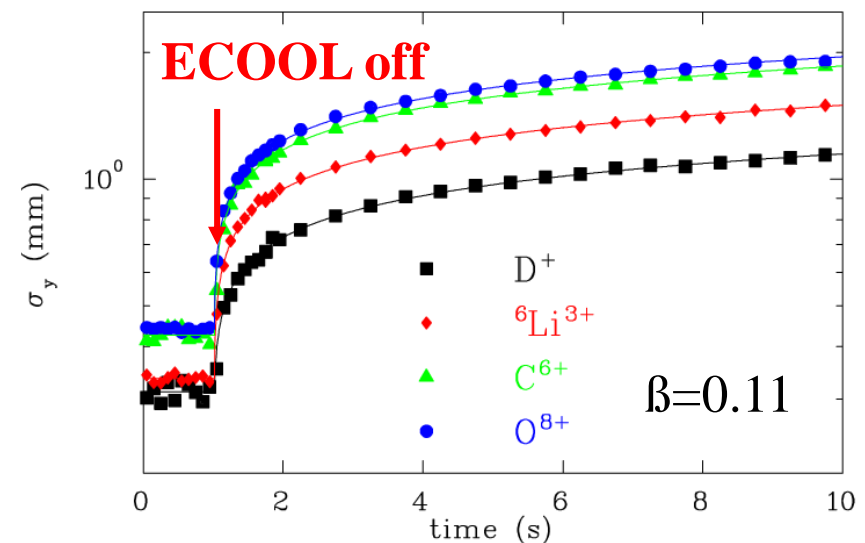 ECOOL off
10⁰
σ_y (mm)
D⁺
⁶Li³⁺
C⁶⁺
O⁸⁺
ß=0.11
0 2 4 6 8 10
time (s)